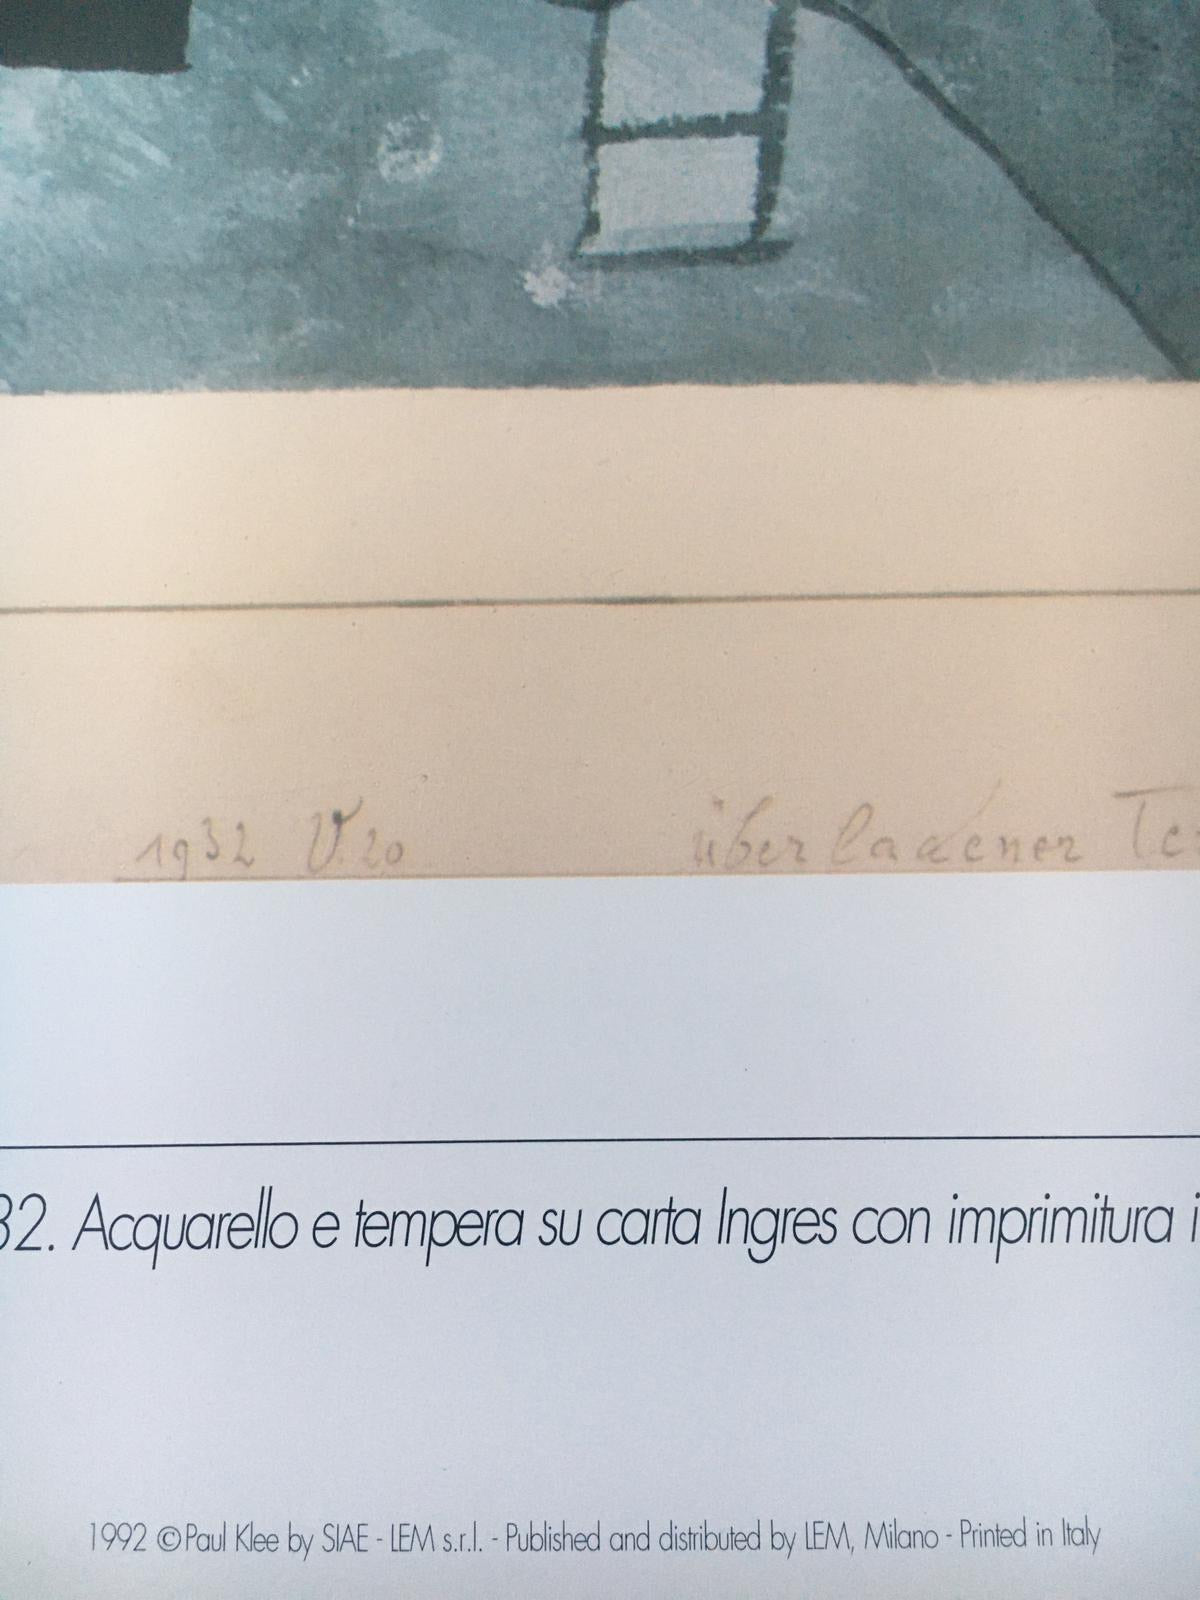 1932 V.20 überladener Te
32. Acquarello e tempera su carta Ingres con imprimitura i
1992 ©Paul Klee by SIAE - LEM s.r.l. - Published and distributed by LEM, Milano - Printed in Italy